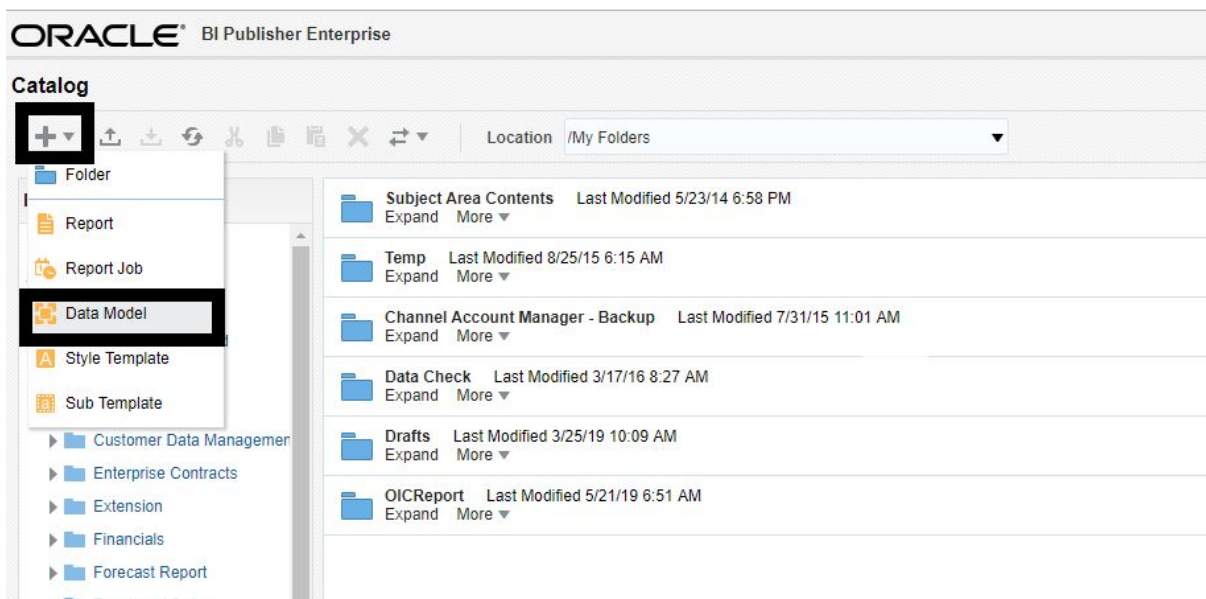 ORACLE® BI Publisher Enterprise
Catalog
Location /My Folders
Folder
Report
Report Job
Data Model
Style Template
Sub Template
Customer Data Managemen
Enterprise Contracts
Extension
Financials
Forecast Report
Subject Area Contents Last Modified 5/23/14 6:58 PM
Expand More
Temp Last Modified 8/25/15 6:15 AM
Expand More
Channel Account Manager - Backup Last Modified 7/31/15 11:01 AM
Expand More
Data Check Last Modified 3/17/16 8:27 AM
Expand More
Drafts Last Modified 3/25/19 10:09 AM
Expand More
OICReport Last Modified 5/21/19 6:51 AM
Expand More